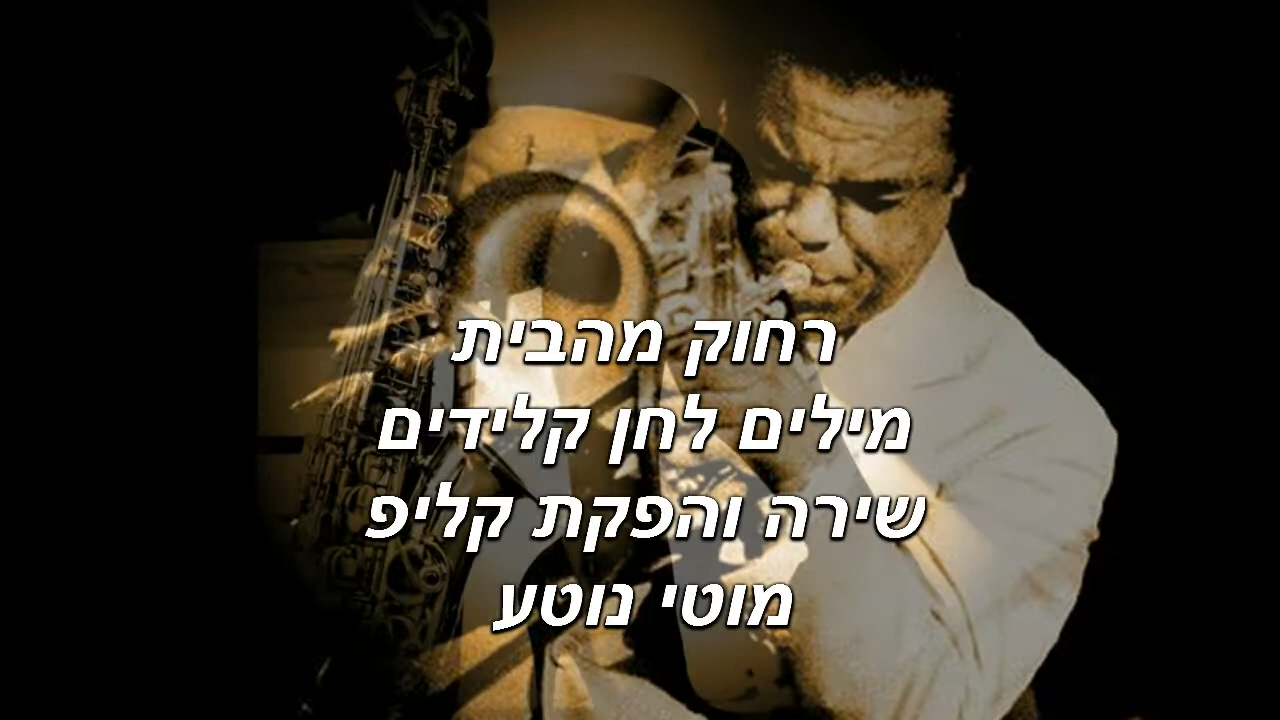 רחוק מהבית
מילים לחן קלידים
שירה והפקת קליפ
מוטי נוטע